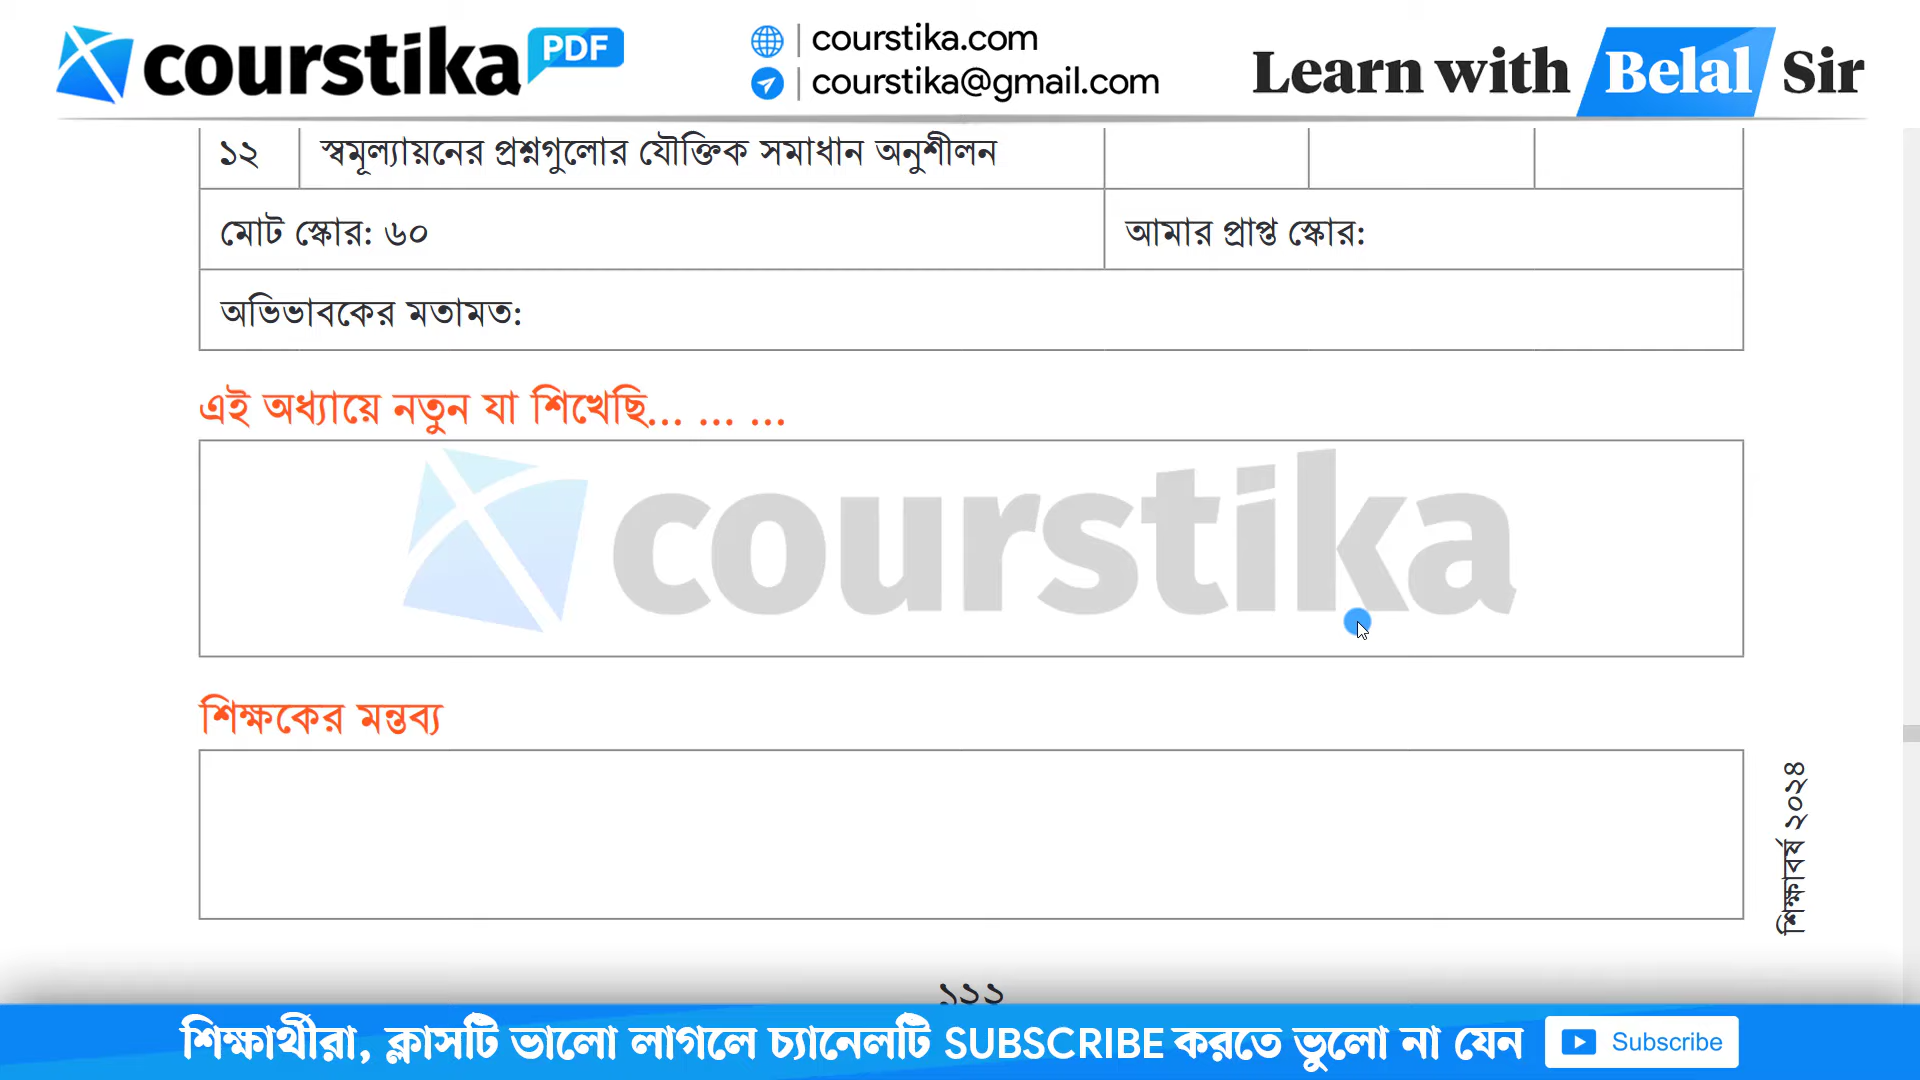 courstika PDF
courstika.com
courstika@gmail.com
Learn with Belal Sir
১২ স্বমূল্যায়নের প্রশ্নগুলোর যৌক্তিক সমাধান অনুশীলন
মোট স্কোর: ৬০ আমার প্রাপ্ত স্কোর:
অভিভাবকের মতামত:
এই অধ্যায়ে নতুন যা শিখেছি... ... ...
courstika
শিক্ষকের মন্তব্য
শিক্ষাবর্ষ ২০২৪
১২২
শিক্ষার্থীরা, ক্লাসটি ভালো লাগলে চ্যানেলটি SUBSCRIBE করতে ভুলো না যেন Subscribe